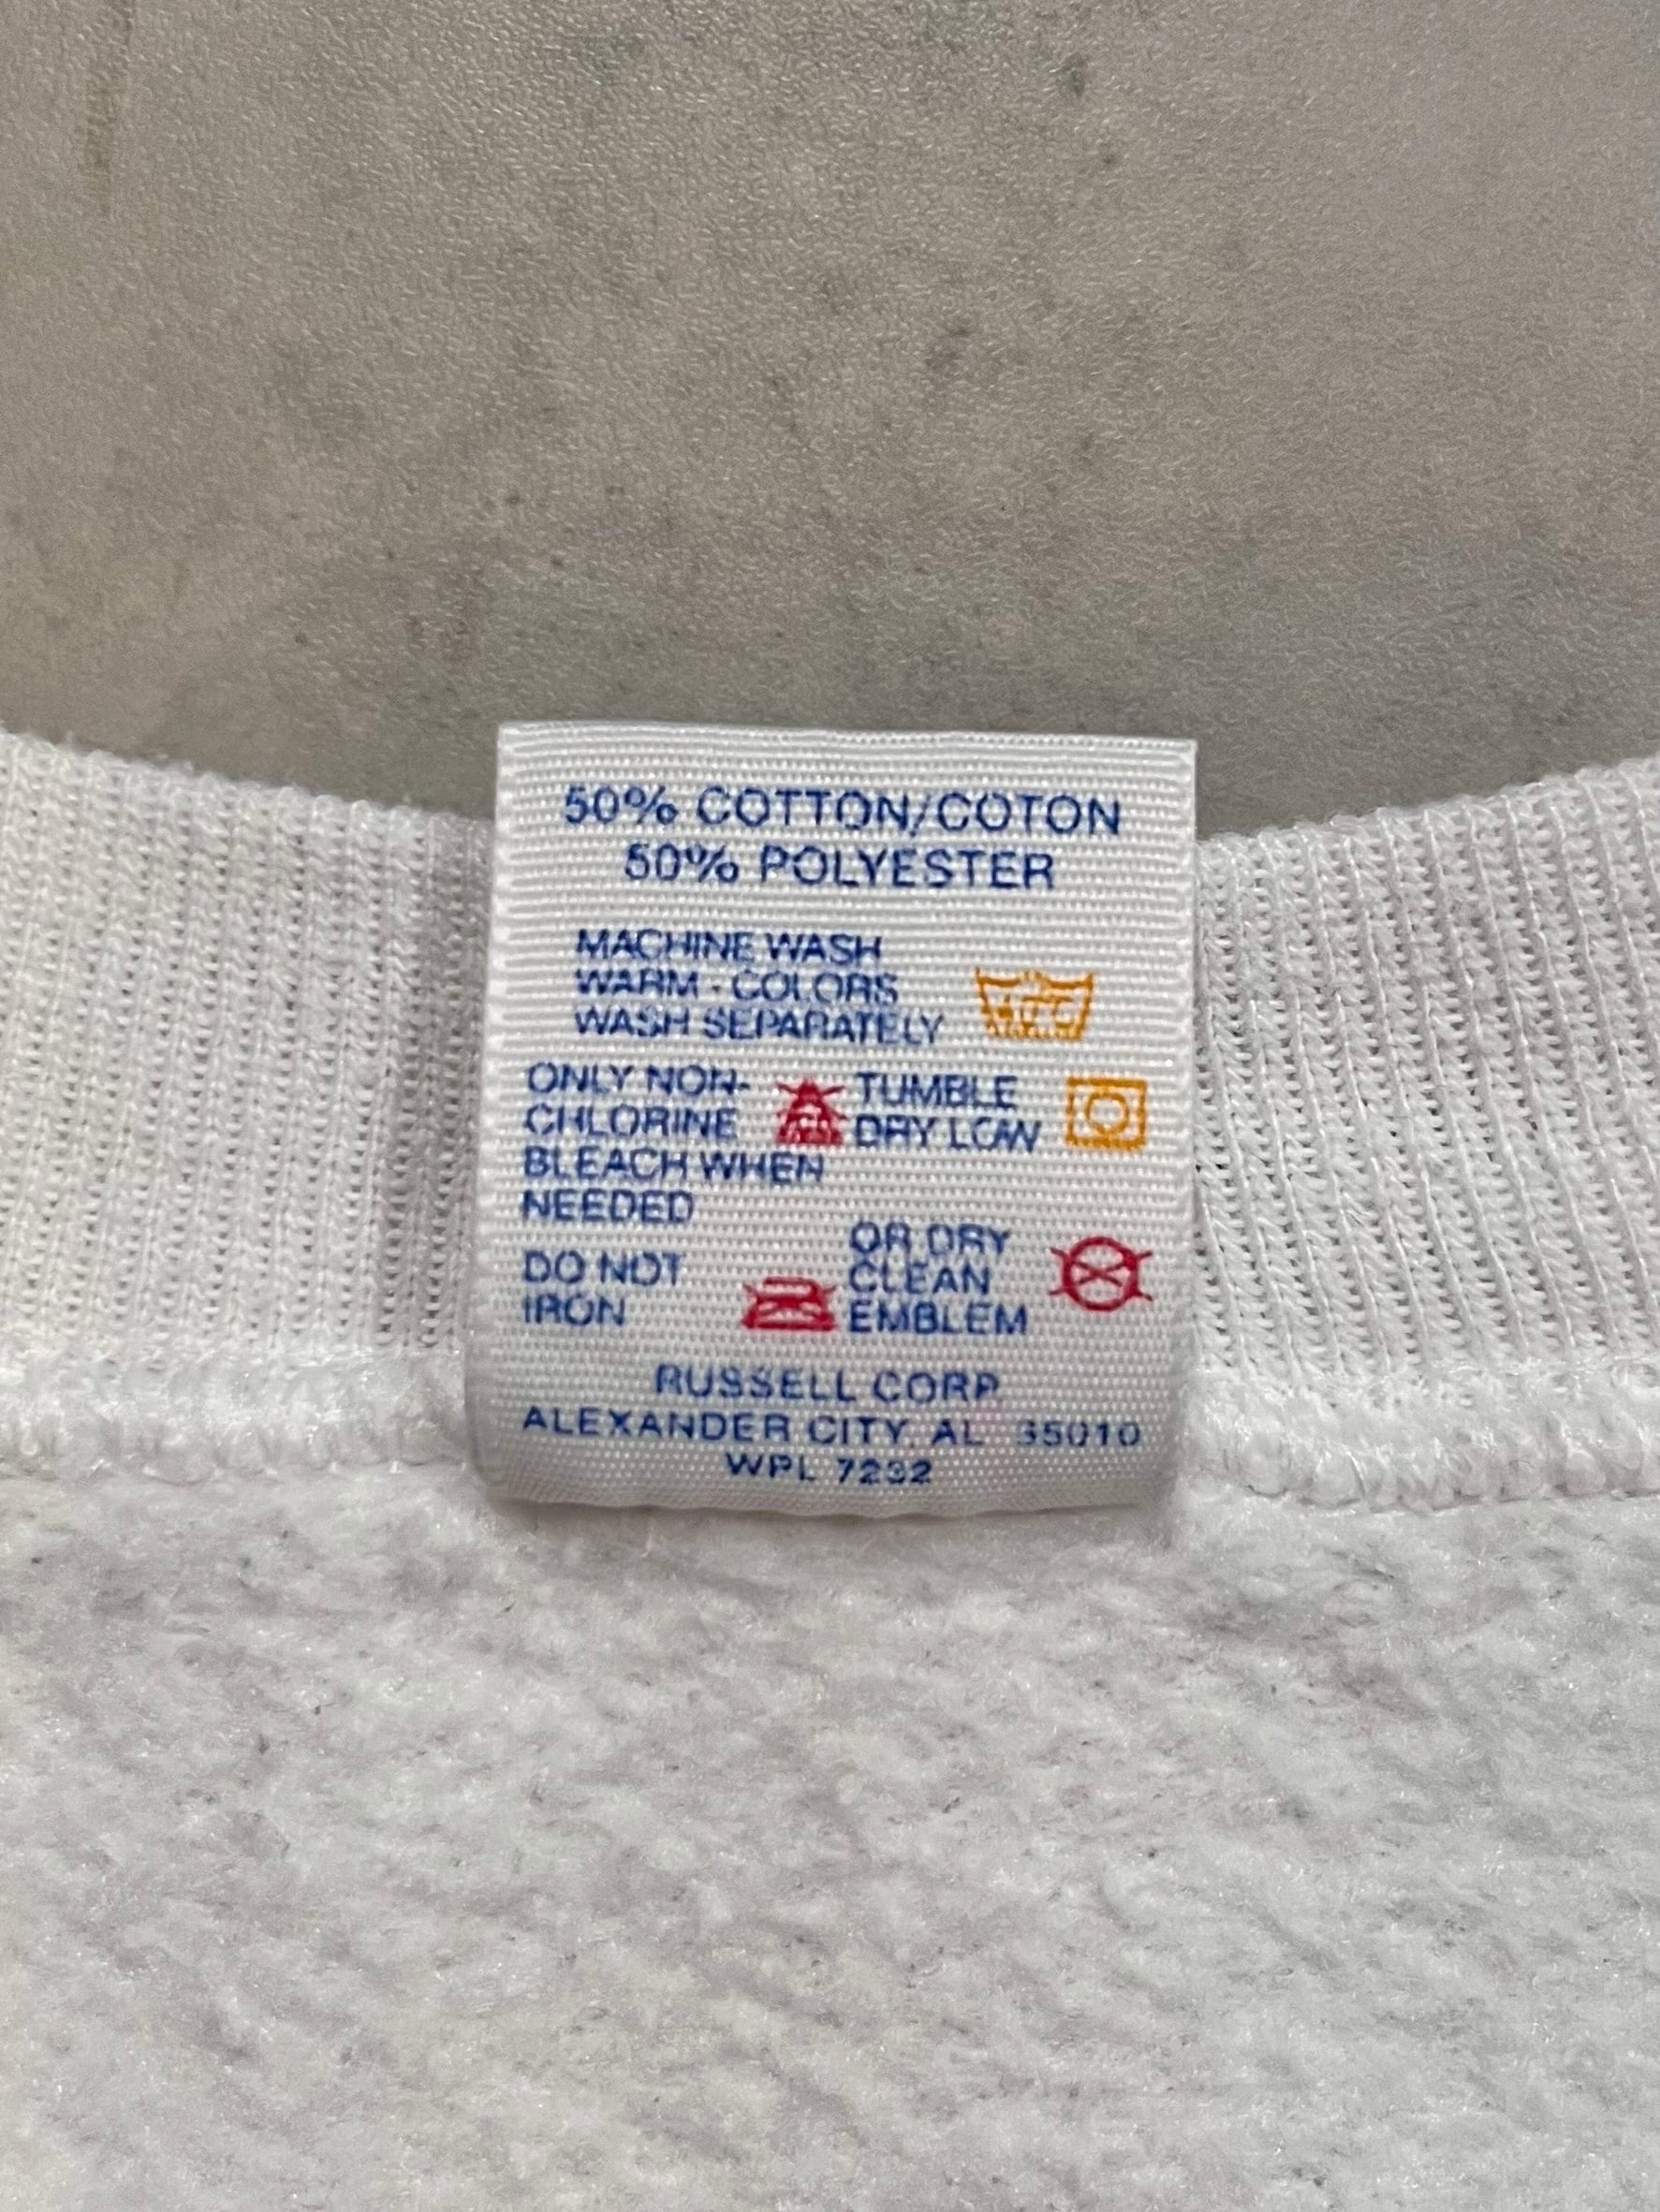 50% COTTON/COTON
50% POLYESTER
MACHINE WASH
WARM - COLORS
WASH SEPARATELY
ONLY NON-
CHLORINE
BLEACH WHEN
NEEDED
TUMBLE
DRY LOW
DO NOT
IRON
OR DRY
CLEAN
EMBLEM
RUSSELL CORP
ALEXANDER CITY, AL 35010
WPL 7232